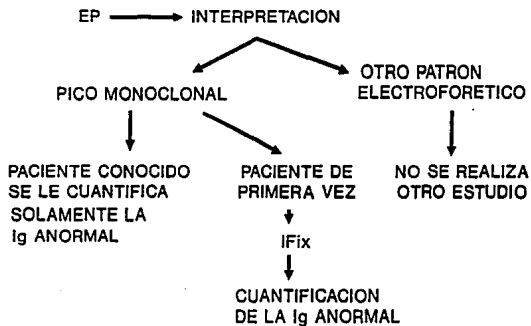 EP INTERPRETACION
PICO MONOCLONAL
OTRO PATRON
ELECTROFORETICO
PACIENTE CONOCIDO
SE LE CUANTIFICA
SOLAMENTE LA
Ig ANORMAL
PACIENTE DE
PRIMERA VEZ
IFix
CUANTIFICACION
DE LA Ig ANORMAL
NO SE REALIZA
OTRO ESTUDIO